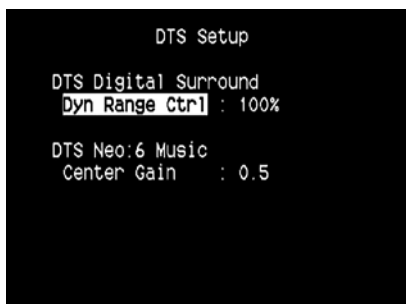 DTS Setup
DTS Digital Surround
Dyn Range Ctrl : 100%
DTS Neo:6 Music
Center Gain : 0.5